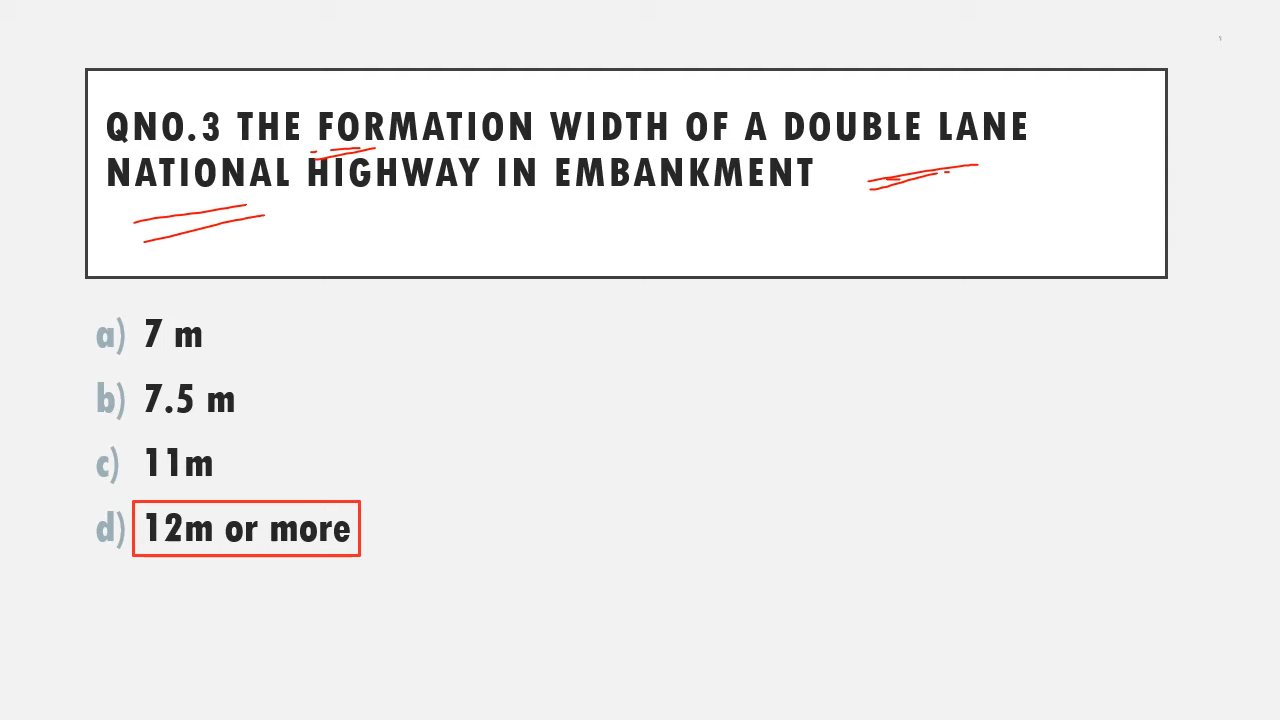 QNO.3 THE FORMATION WIDTH OF A DOUBLE LANE
NATIONAL HIGHWAY IN EMBANKMENT
a) 7 m
b) 7.5 m
c) 11m
d) 12m or more